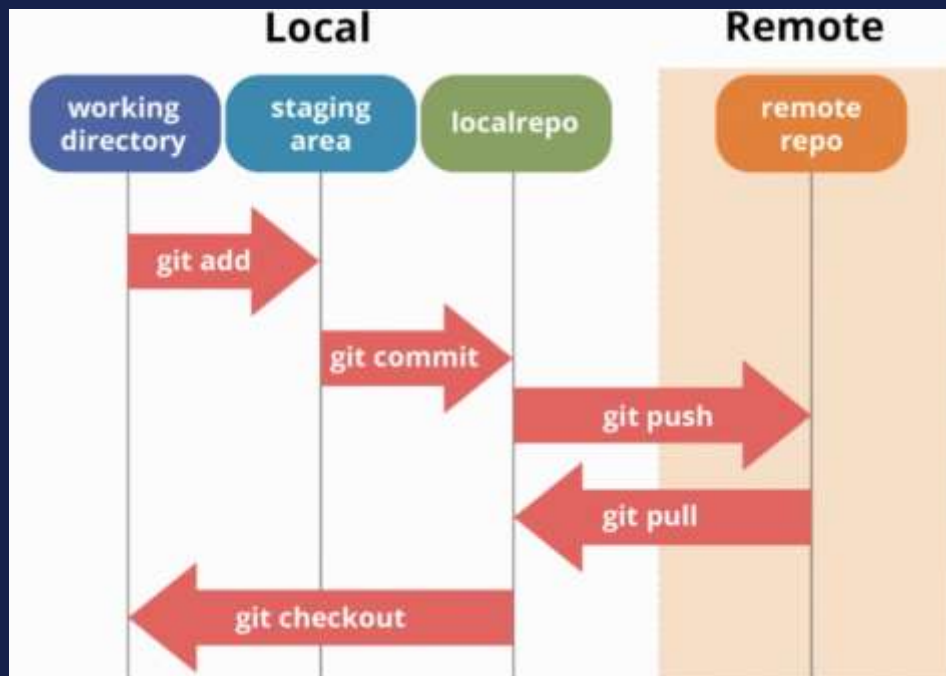 Local
Remote
working
directory
staging
area
localrepo
remote
repo
git add
git commit
git push
git pull
git checkout